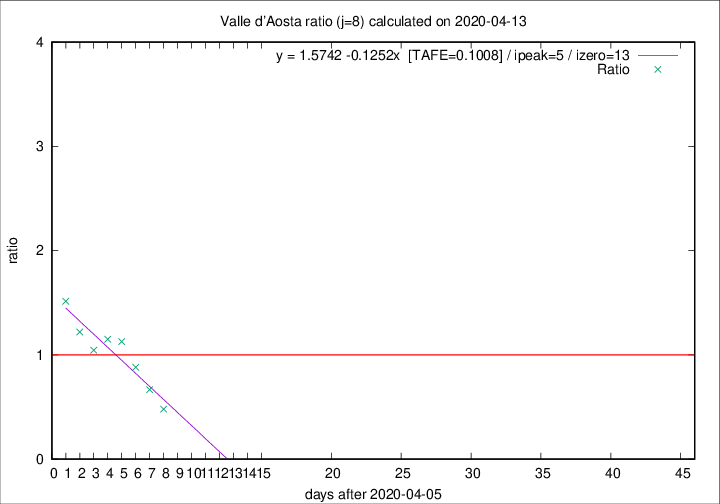 Valle d'Aosta ratio (j=8) calculated on 2020-04-13
y = 1.5742 -0.1252x [TAFE=0.1008] / ipeak=5 / izero=13
Ratio
4
3
2
1
0
ratio
0 1 2 3 4 5 6 7 8 9 10 11 12 13 14 15 20 25 30 35 40 45
days after 2020-04-05